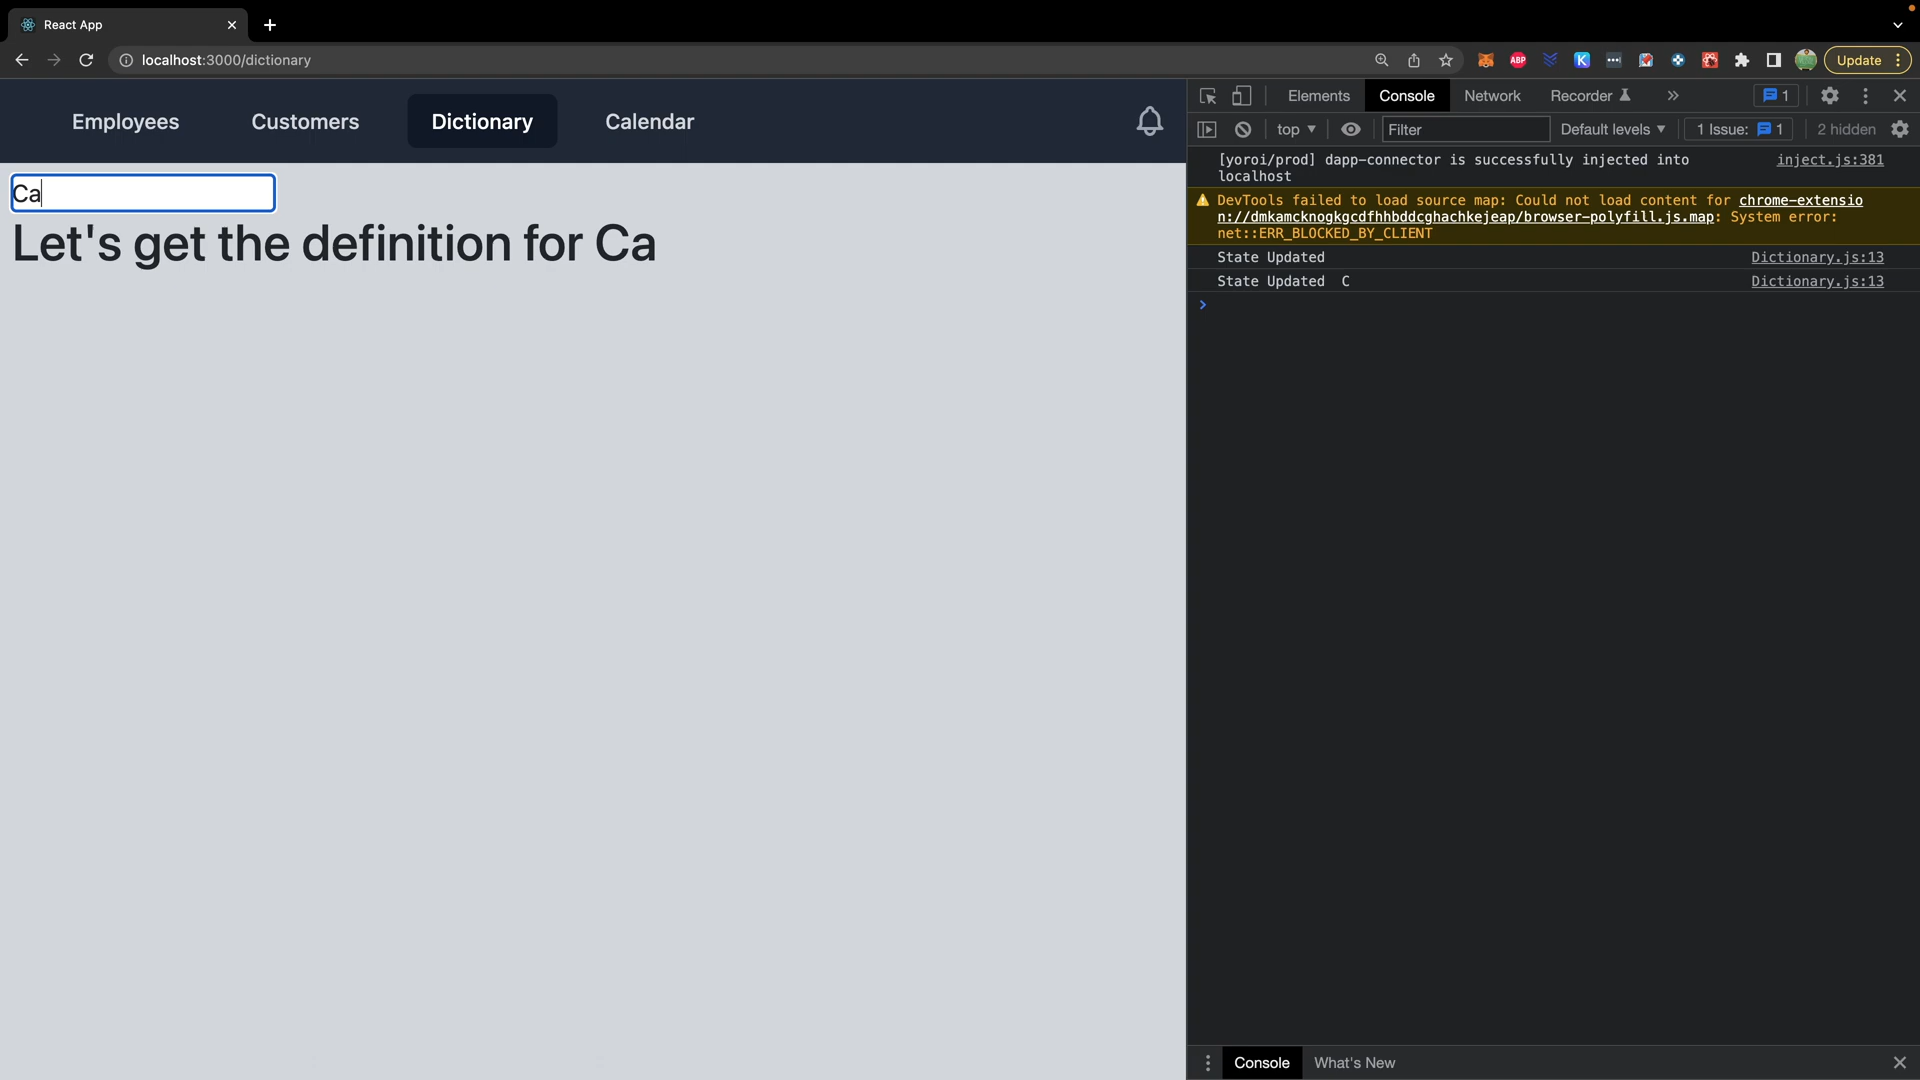 React App
localhost:3000/dictionary
ABP
K
Update
Employees
Customers
Dictionary
Calendar
Ca
Let's get the definition for Ca
Elements
Console
Network
Recorder
1
top
Filter
Default levels
1 Issue:
1
2 hidden
[yoroi/prod] dapp-connector is successfully injected into
localhost
inject.js:381
DevTools failed to load source map: Could not load content for chrome-extensio
n://dmkamcknogkgcdfhhbddcghachkejeap/browser-polyfill.js.map: System error:
net::ERR_BLOCKED_BY_CLIENT
State Updated
Dictionary.js:13
State Updated  C
Dictionary.js:13
Console
What's New